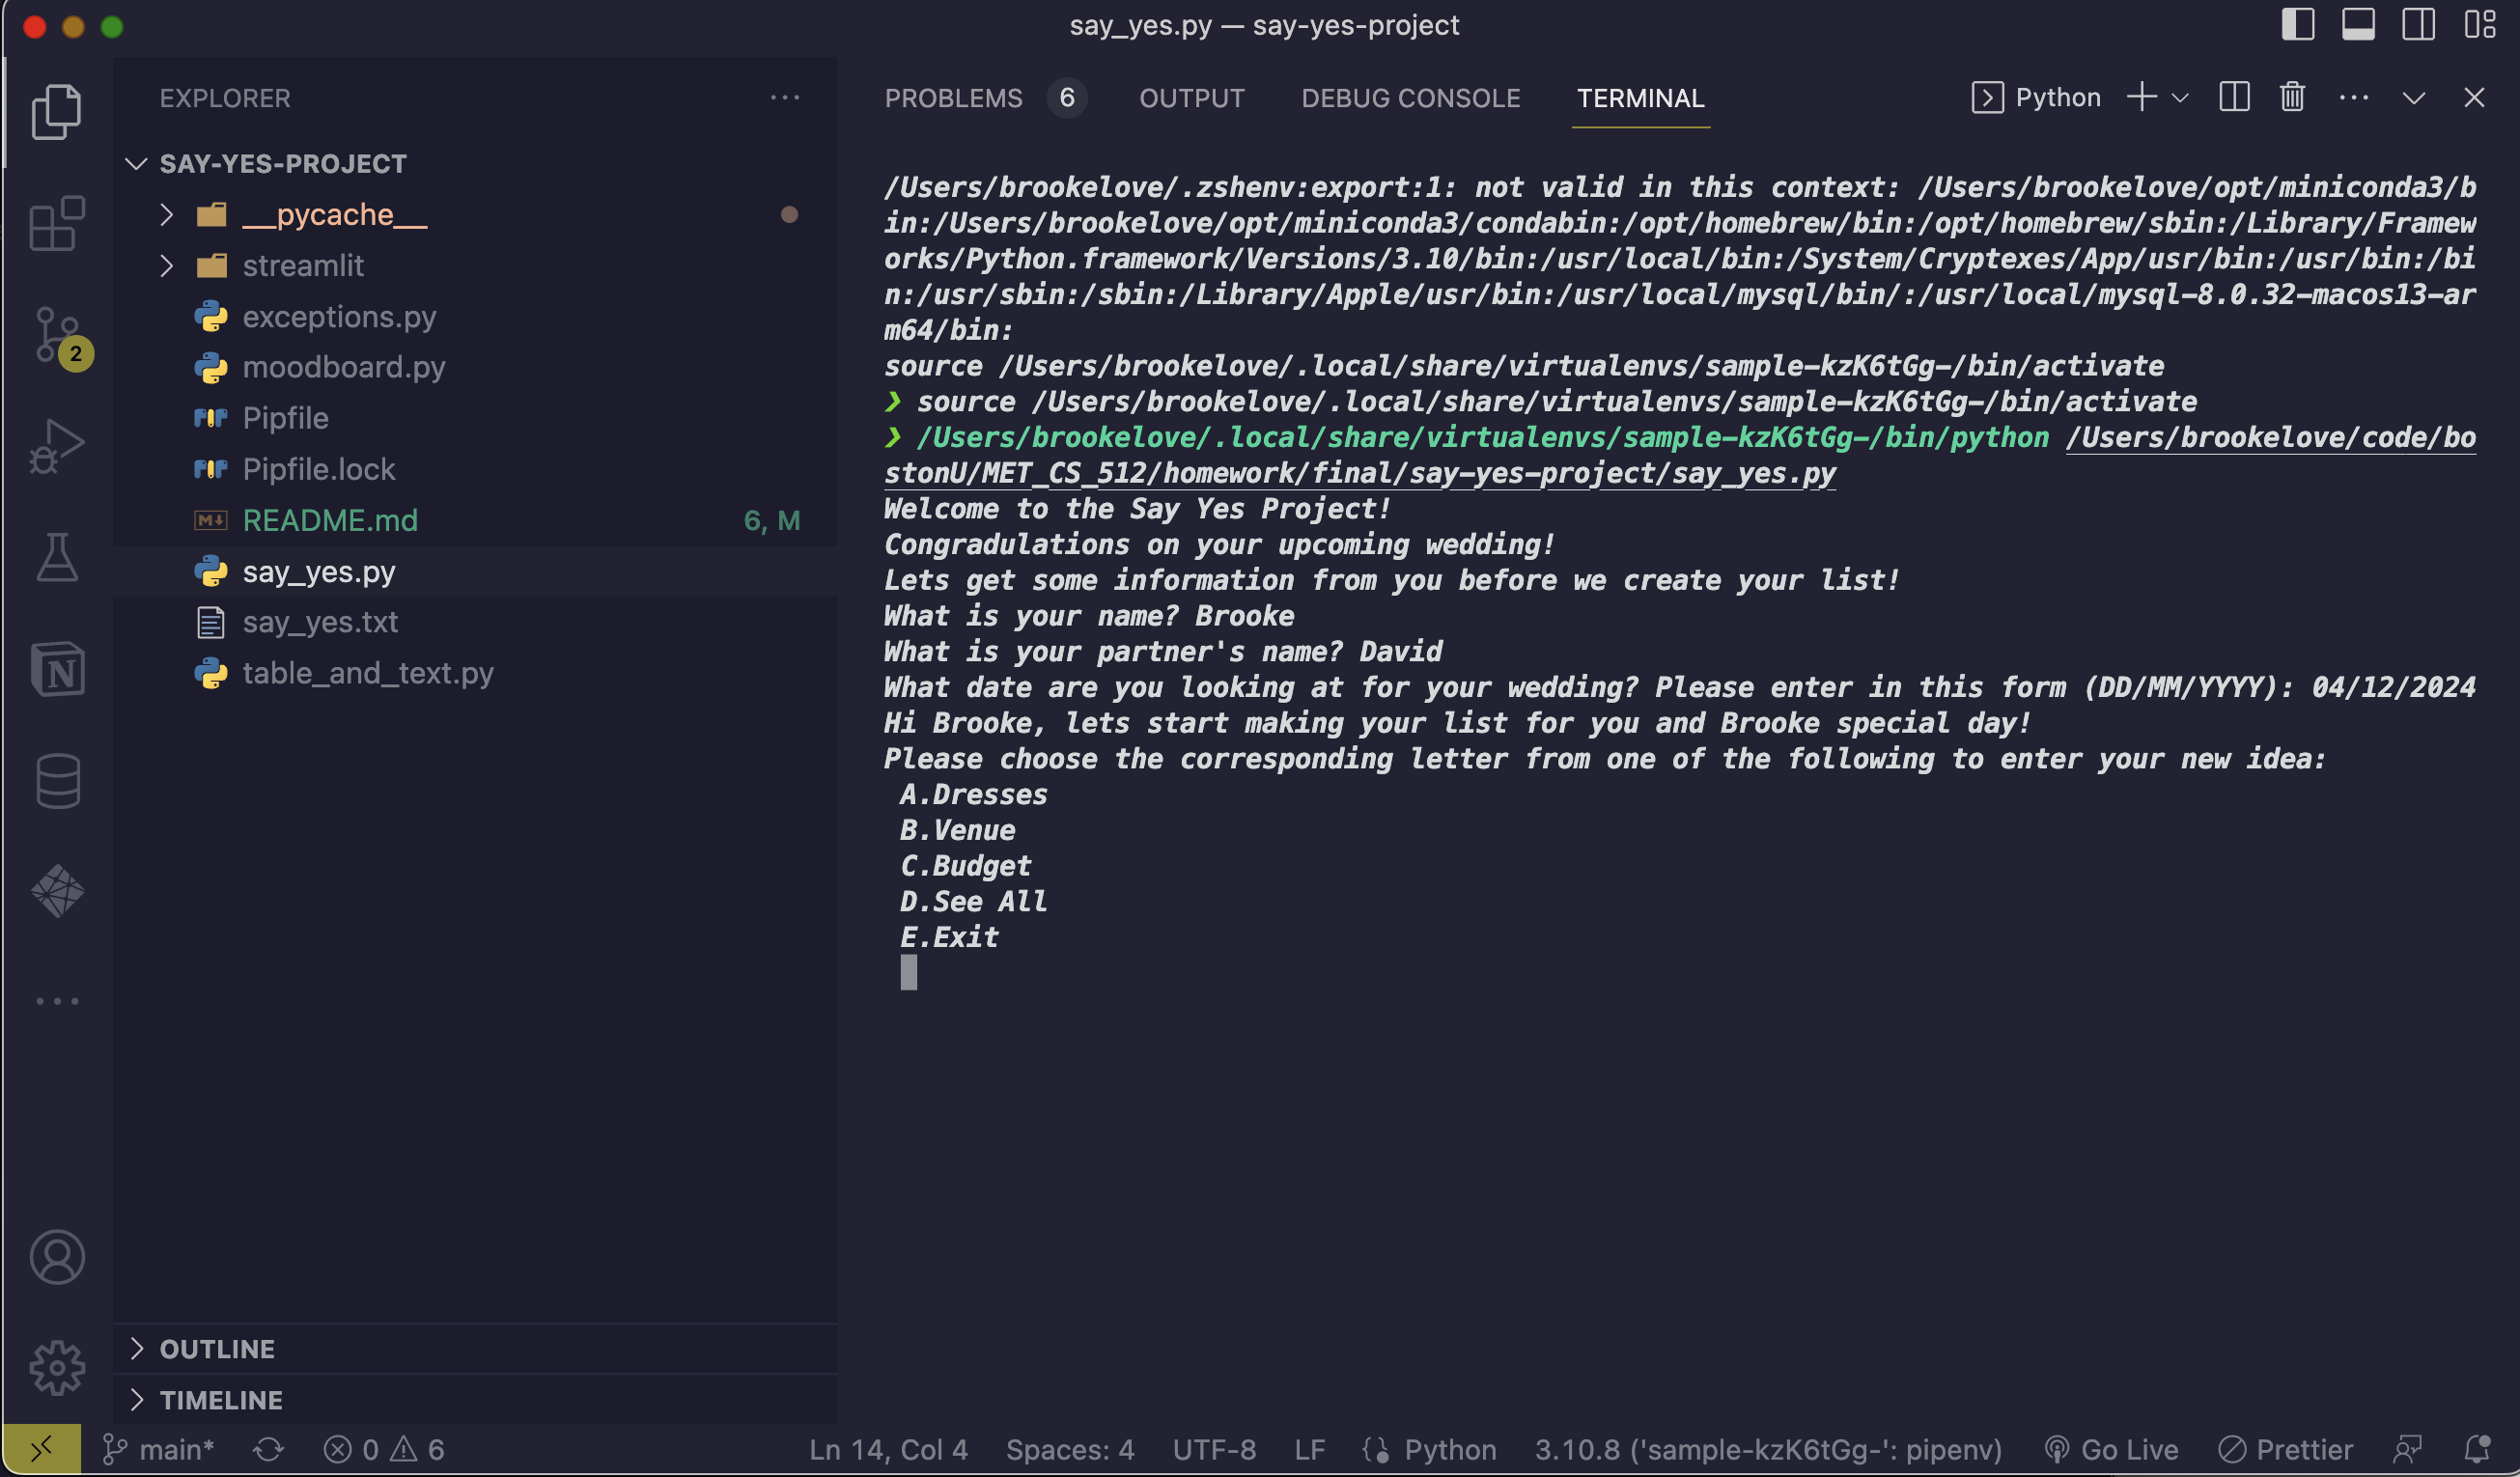 say_yes.py — say-yes-project
EXPLORER
SAY-YES-PROJECT
__pycache__
streamlit
exceptions.py
moodboard.py
Pipfile
Pipfile.lock
README.md 6, M
say_yes.py
say_yes.txt
table_and_text.py
OUTLINE
TIMELINE
2
PROBLEMS 6 OUTPUT DEBUG CONSOLE TERMINAL Python
/Users/brookelove/.zshenv:export:1: not valid in this context: /Users/brookelove/opt/miniconda3/b
in:/Users/brookelove/opt/miniconda3/condabin:/opt/homebrew/bin:/opt/homebrew/sbin:/Library/Framew
orks/Python.framework/Versions/3.10/bin:/usr/local/bin:/System/Cryptexes/App/usr/bin:/usr/bin:/bi
n:/usr/sbin:/sbin:/Library/Apple/usr/bin:/usr/local/mysql/bin/:/usr/local/mysql-8.0.32-macos13-ar
m64/bin:
source /Users/brookelove/.local/share/virtualenvs/sample-kzK6tGg-/bin/activate
❯ source /Users/brookelove/.local/share/virtualenvs/sample-kzK6tGg-/bin/activate
❯ /Users/brookelove/.local/share/virtualenvs/sample-kzK6tGg-/bin/python /Users/brookelove/code/bo
stonU/MET_CS_512/homework/final/say-yes-project/say_yes.py
Welcome to the Say Yes Project!
Congradulations on your upcoming wedding!
Lets get some information from you before we create your list!
What is your name? Brooke
What is your partner's name? David
What date are you looking at for your wedding? Please enter in this form (DD/MM/YYYY): 04/12/2024
Hi Brooke, lets start making your list for you and Brooke special day!
Please choose the corresponding letter from one of the following to enter your new idea:
A.Dresses
B.Venue
C.Budget
D.See All
E.Exit
main* 0 6 Ln 14, Col 4 Spaces: 4 UTF-8 LF Python 3.10.8 ('sample-kzK6tGg-': pipenv) Go Live Prettier